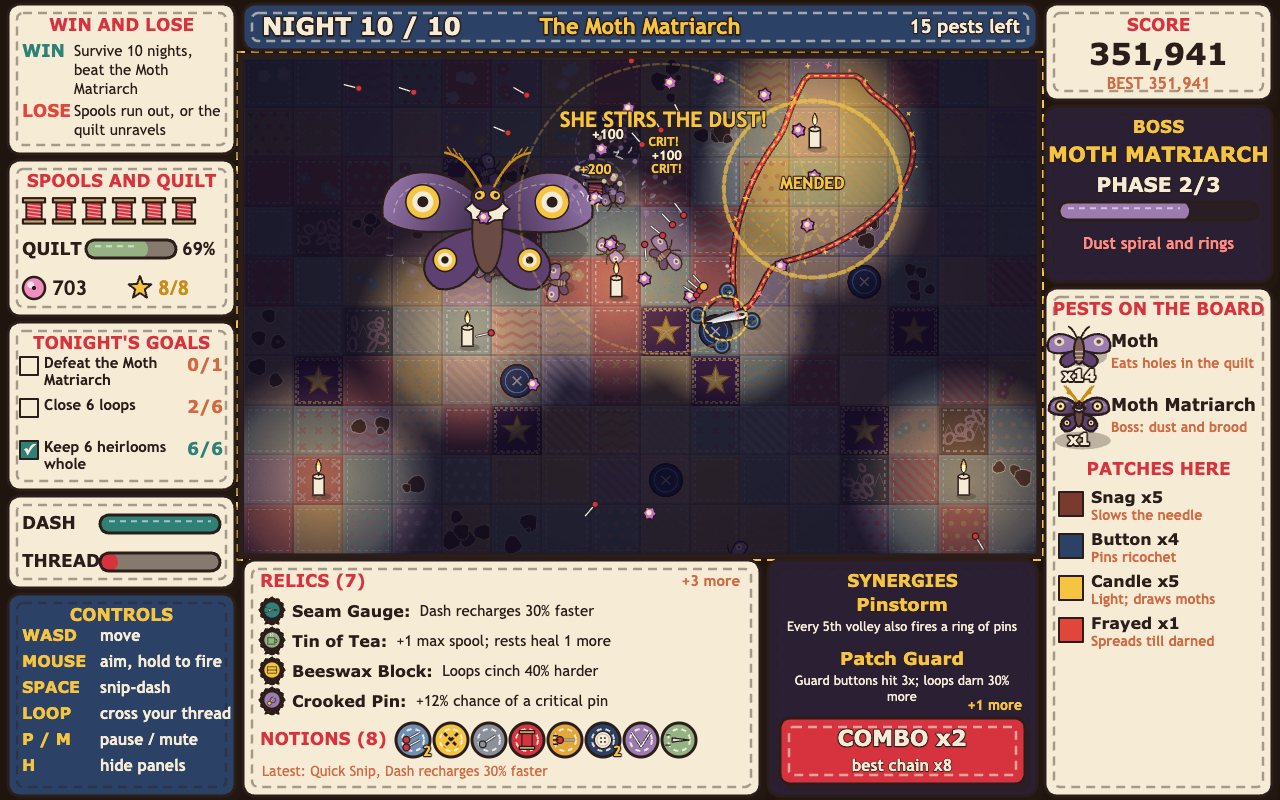 WIN AND LOSE
WIN Survive 10 nights,
beat the Moth
Matriarch
LOSE Spools run out, or the
quilt unravels
SPOOLS AND QUILT
QUILT 69%
703 8/8
TONIGHT'S GOALS
Defeat the Moth
Matriarch 0/1
Close 6 loops 2/6
Keep 6 heirlooms
whole 6/6
DASH
THREAD
CONTROLS
WASD move
MOUSE aim, hold to fire
SPACE snip-dash
LOOP cross your thread
P / M pause / mute
H hide panels
NIGHT 10 / 10 The Moth Matriarch 15 pests left
SHE STIRS THE DUST!
+100
CRIT!
+100
CRIT!
+200
MENDED
RELICS (7) +3 more
Seam Gauge: Dash recharges 30% faster
Tin of Tea: +1 max spool; rests heal 1 more
Beeswax Block: Loops cinch 40% harder
Crooked Pin: +12% chance of a critical pin
NOTIONS (8) 2 2
Latest: Quick Snip, Dash recharges 30% faster
SYNERGIES
Pinstorm
Every 5th volley also fires a ring of pins
Patch Guard
Guard buttons hit 3x; loops darn 30%
more
+1 more
COMBO x2
best chain x8
SCORE
351,941
BEST 351,941
BOSS
MOTH MATRIARCH
PHASE 2/3
Dust spiral and rings
PESTS ON THE BOARD
Moth
Eats holes in the quilt
x14
Moth Matriarch
Boss: dust and brood
x1
PATCHES HERE
Snag x5
Slows the needle
Button x4
Pins ricochet
Candle x5
Light; draws moths
Frayed x1
Spreads till darned